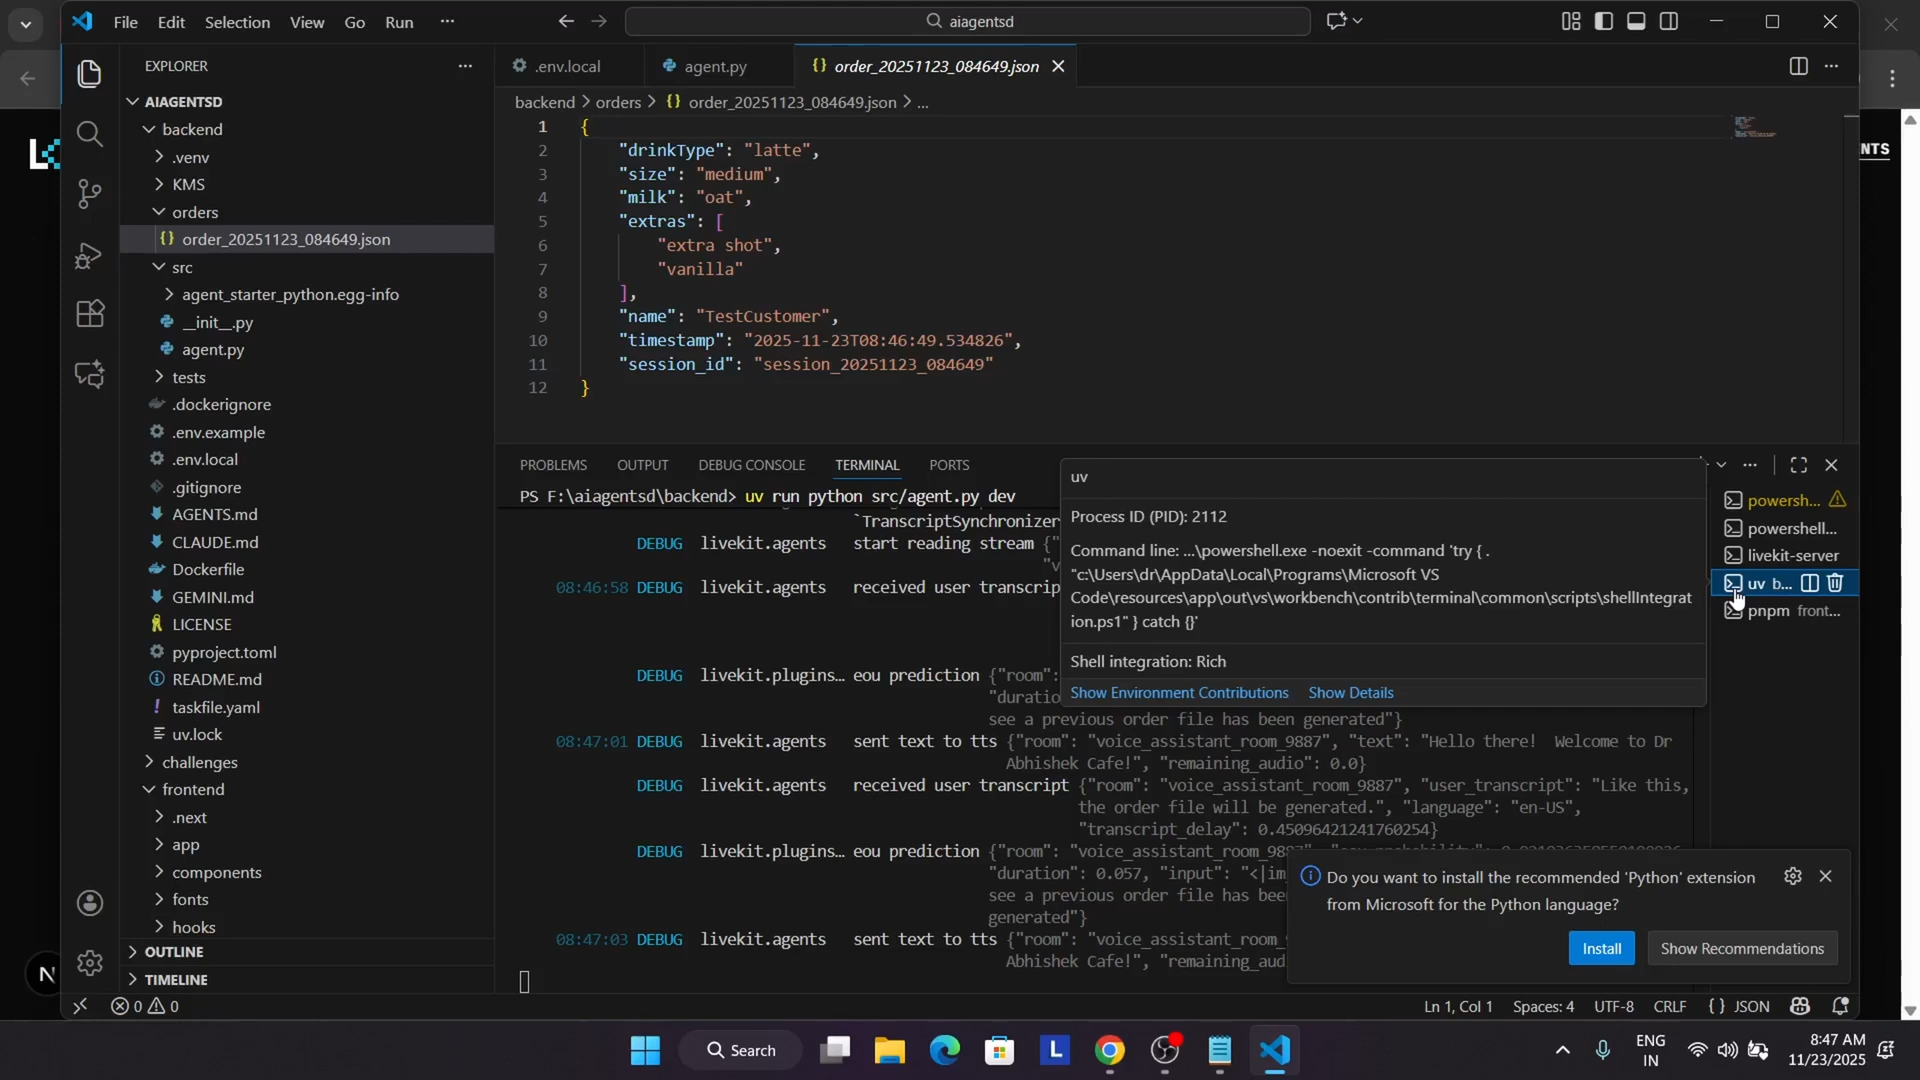 File Edit Selection View Go Run ···
aiagentsd
NTS
EXPLORER
AIAGENTSD
backend
.venv
KMS
orders
order_20251123_084649.json
src
agent_starter_python.egg-info
__init__.py
agent.py
tests
.dockerignore
.env.example
.env.local
.gitignore
AGENTS.md
CLAUDE.md
Dockerfile
GEMINI.md
LICENSE
pyproject.toml
README.md
taskfile.yaml
uv.lock
challenges
frontend
.next
app
components
fonts
hooks
OUTLINE
TIMELINE
.env.local agent.py {} order_20251123_084649.json
backend > orders > {} order_20251123_084649.json > ...
1 {
2 "drinkType": "latte",
3 "size": "medium",
4 "milk": "oat",
5 "extras": [
6 "extra shot",
7 "vanilla"
8 ],
9 "name": "TestCustomer",
10 "timestamp": "2025-11-23T08:46:49.534826",
11 "session_id": "session_20251123_084649"
12 }
PROBLEMS OUTPUT DEBUG CONSOLE TERMINAL PORTS
PS F:\aiagentsd\backend> uv run python src/agent.py dev
`TranscriptSynchronizer
DEBUG livekit.agents start reading stream {"
"v
08:46:58 DEBUG livekit.agents received user transcrip
DEBUG livekit.plugins… eou prediction {"room":
"duratio
see a previous order file has been generated"}
08:47:01 DEBUG livekit.agents sent text to tts {"room": "voice_assistant_room_9887", "text": "Hello there!  Welcome to Dr
Abhishek Cafe!", "remaining_audio": 0.0}
DEBUG livekit.agents received user transcript {"room": "voice_assistant_room_9887", "user_transcript": "Like this,
the order file will be generated.", "language": "en-US",
"transcript_delay": 0.45096421241760254}
DEBUG livekit.plugins… eou prediction {"room": "voice_assistant_room_9887",
"duration": 0.057, "input": "<|im
see a previous order file has bee
generated"}
08:47:03 DEBUG livekit.agents sent text to tts {"room": "voice_assistant_room_
Abhishek Cafe!", "remaining_aud
uv
Process ID (PID): 2112
Command line: ...\powershell.exe -noexit -command 'try { .
"c:\Users\dr\AppData\Local\Programs\Microsoft VS
Code\resources\app\out\vs\workbench\contrib\terminal\common\scripts\shellIntegrat
ion.ps1" } catch {}'
Shell integration: Rich
Show Environment Contributions Show Details
powersh...
powershell...
livekit-server
uv b...
pnpm front...
Do you want to install the recommended 'Python' extension
from Microsoft for the Python language?
Install Show Recommendations
0 0
Ln 1, Col 1 Spaces: 4 UTF-8 CRLF {} JSON
N
Search
L
ENG
IN
8:47 AM
11/23/2025